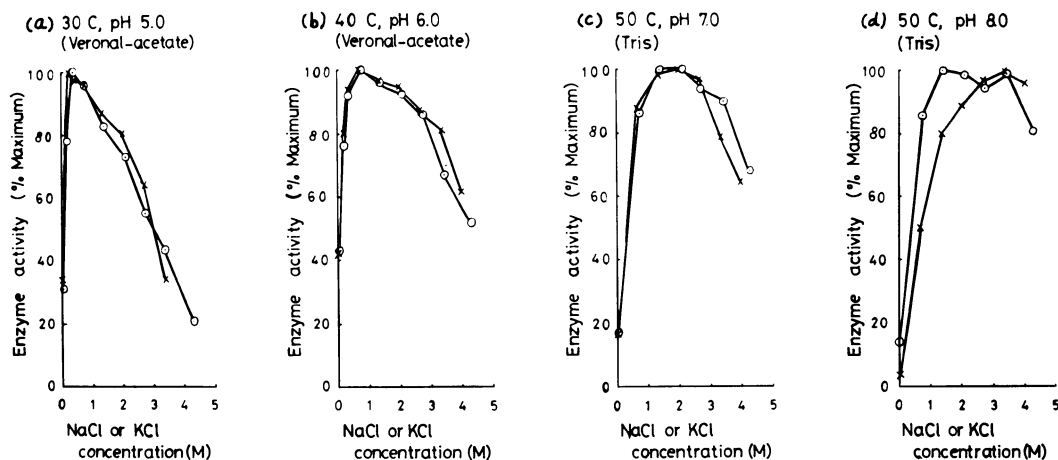 (a) 30 C, pH 5.0
(Veronal-acetate)
Enzyme activity (% Maximum)
100
80
60
40
20
0
0 1 2 3 4 5
NaCl or KCl
concentration(M)
(b) 40 C, pH 6.0
(Veronal-acetate)
Enzyme activity (% Maximum)
100
80
60
40
20
0
0 1 2 3 4 5
NaCl or KCl
concentration(M)
(c) 50 C, pH 7.0
(Tris)
Enzyme activity (% Maximum)
100
80
60
40
20
0
0 1 2 3 4 5
NaCl or KCl
concentration(M)
(d) 50 C, pH 8.0
(Tris)
Enzyme activity (% Maximum)
100
80
60
40
20
0
0 1 2 3 4 5
NaCl or KCl
concentration(M)